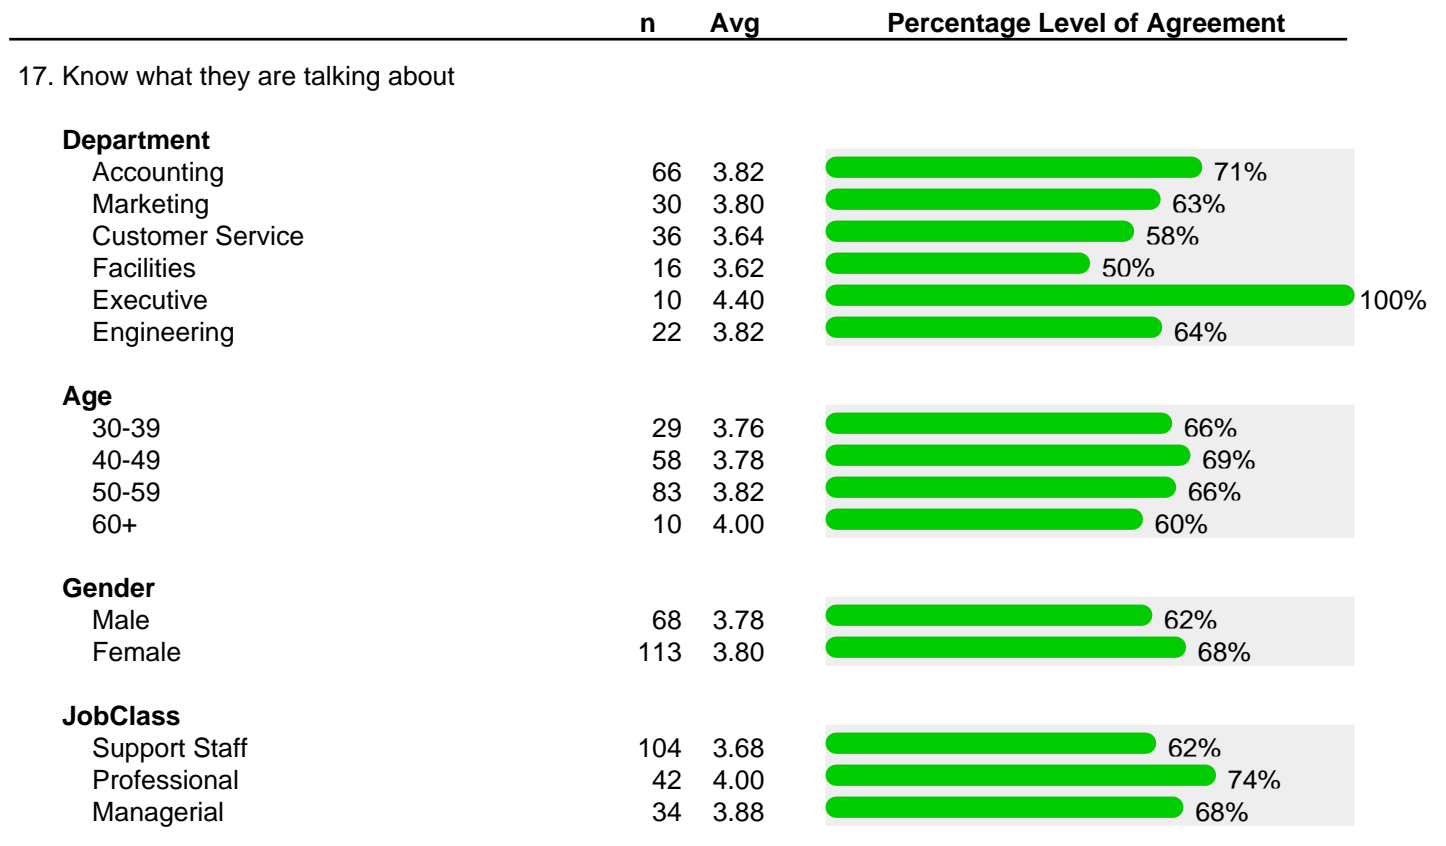 n Avg Percentage Level of Agreement
17. Know what they are talking about
Department
Accounting 66 3.82 71%
Marketing 30 3.80 63%
Customer Service 36 3.64 58%
Facilities 16 3.62 50%
Executive 10 4.40 100%
Engineering 22 3.82 64%
Age
30-39 29 3.76 66%
40-49 58 3.78 69%
50-59 83 3.82 66%
60+ 10 4.00 60%
Gender
Male 68 3.78 62%
Female 113 3.80 68%
JobClass
Support Staff 104 3.68 62%
Professional 42 4.00 74%
Managerial 34 3.88 68%